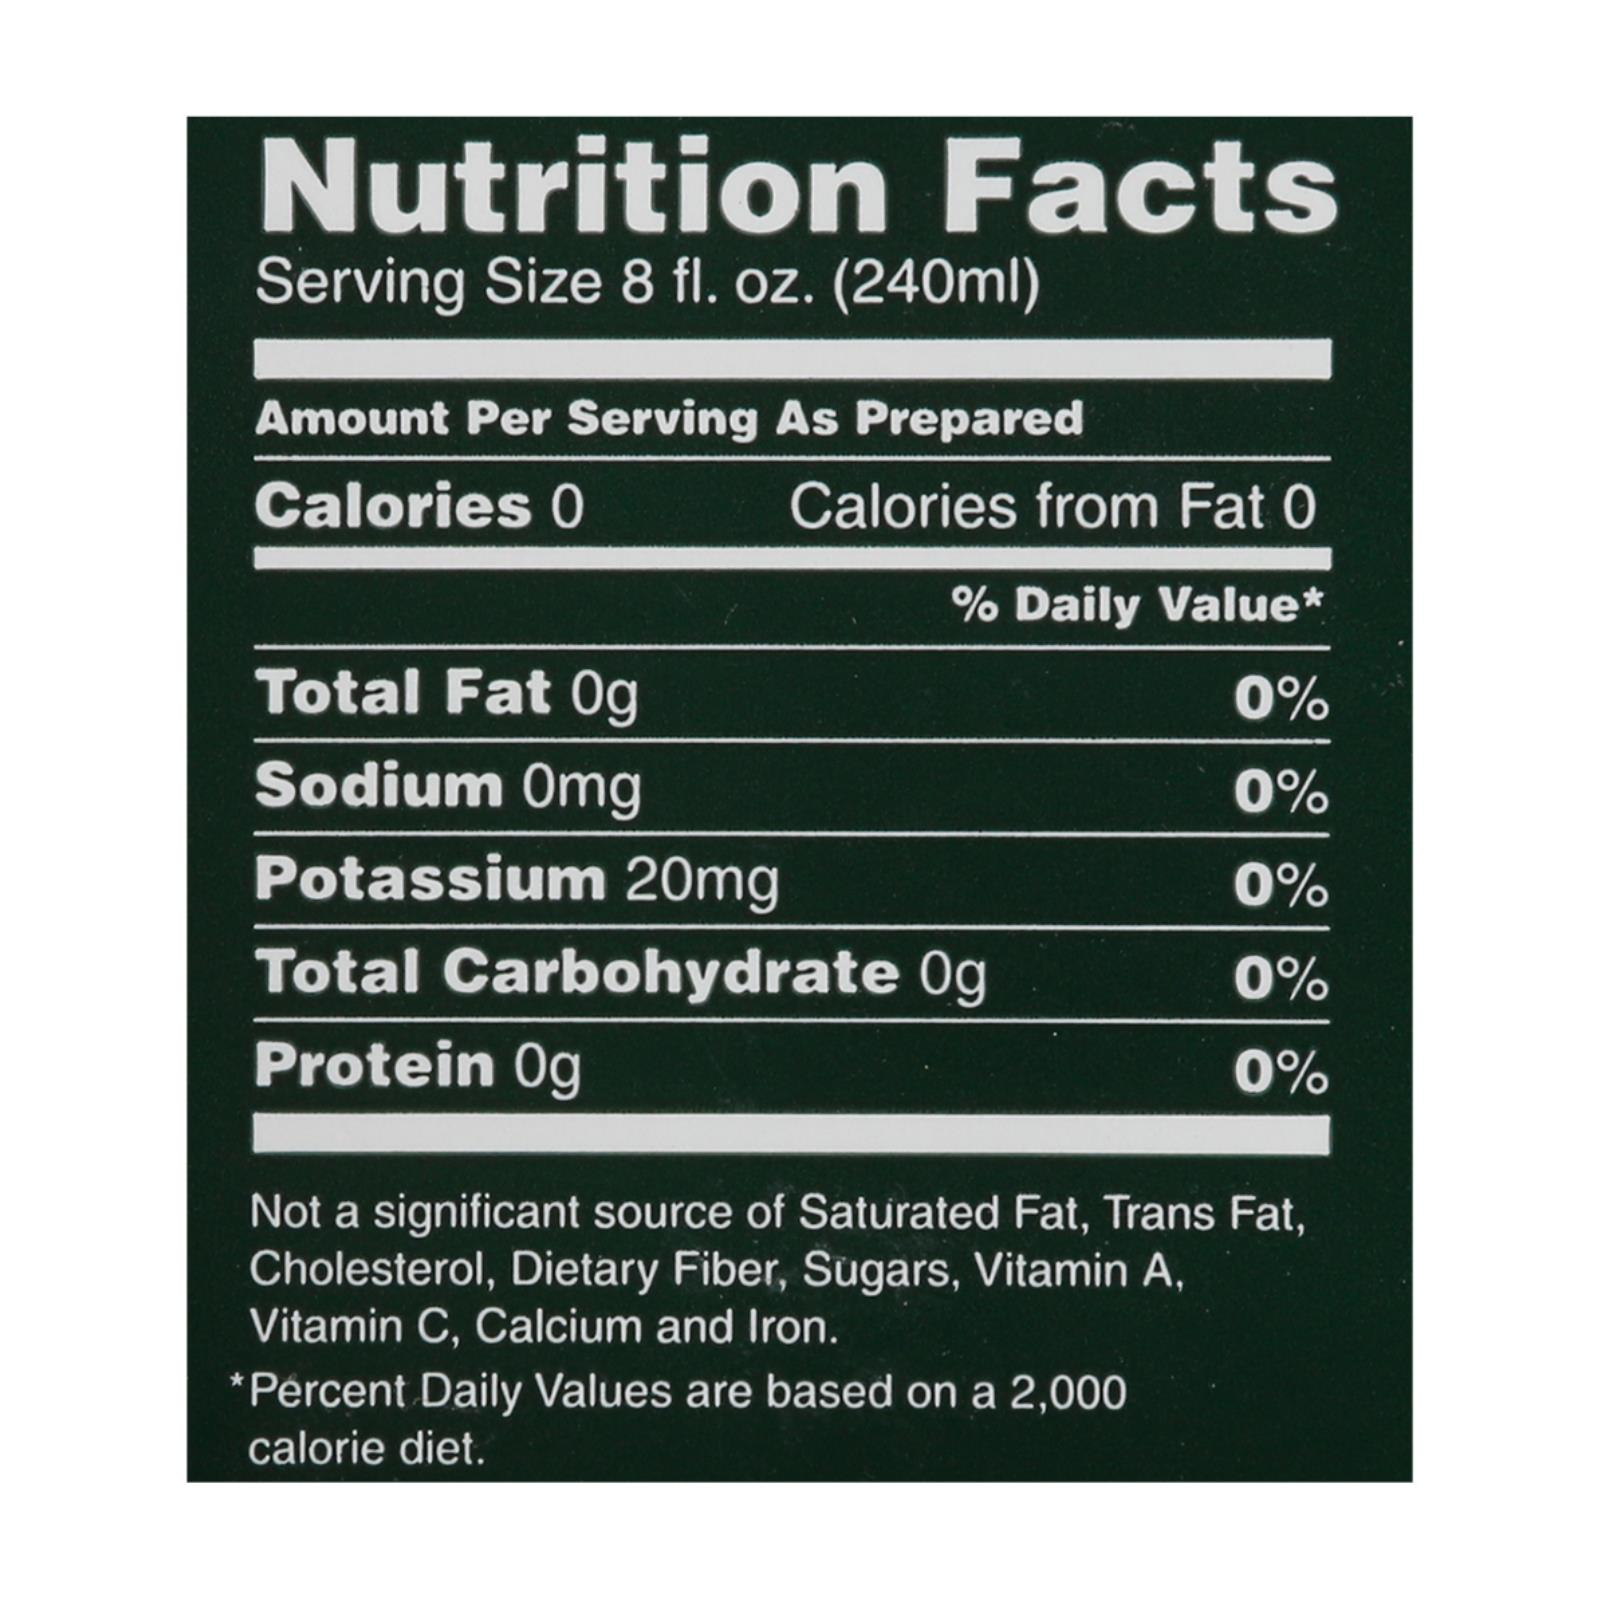 Nutrition Facts
Serving Size 8 fl. oz. (240ml)
Amount Per Serving As Prepared
Calories 0 Calories from Fat 0
% Daily Value*
Total Fat 0g 0%
Sodium 0mg 0%
Potassium 20mg 0%
Total Carbohydrate 0g 0%
Protein 0g 0%
Not a significant source of Saturated Fat, Trans Fat,
Cholesterol, Dietary Fiber, Sugars, Vitamin A,
Vitamin C, Calcium and Iron.
*Percent Daily Values are based on a 2,000
calorie diet.